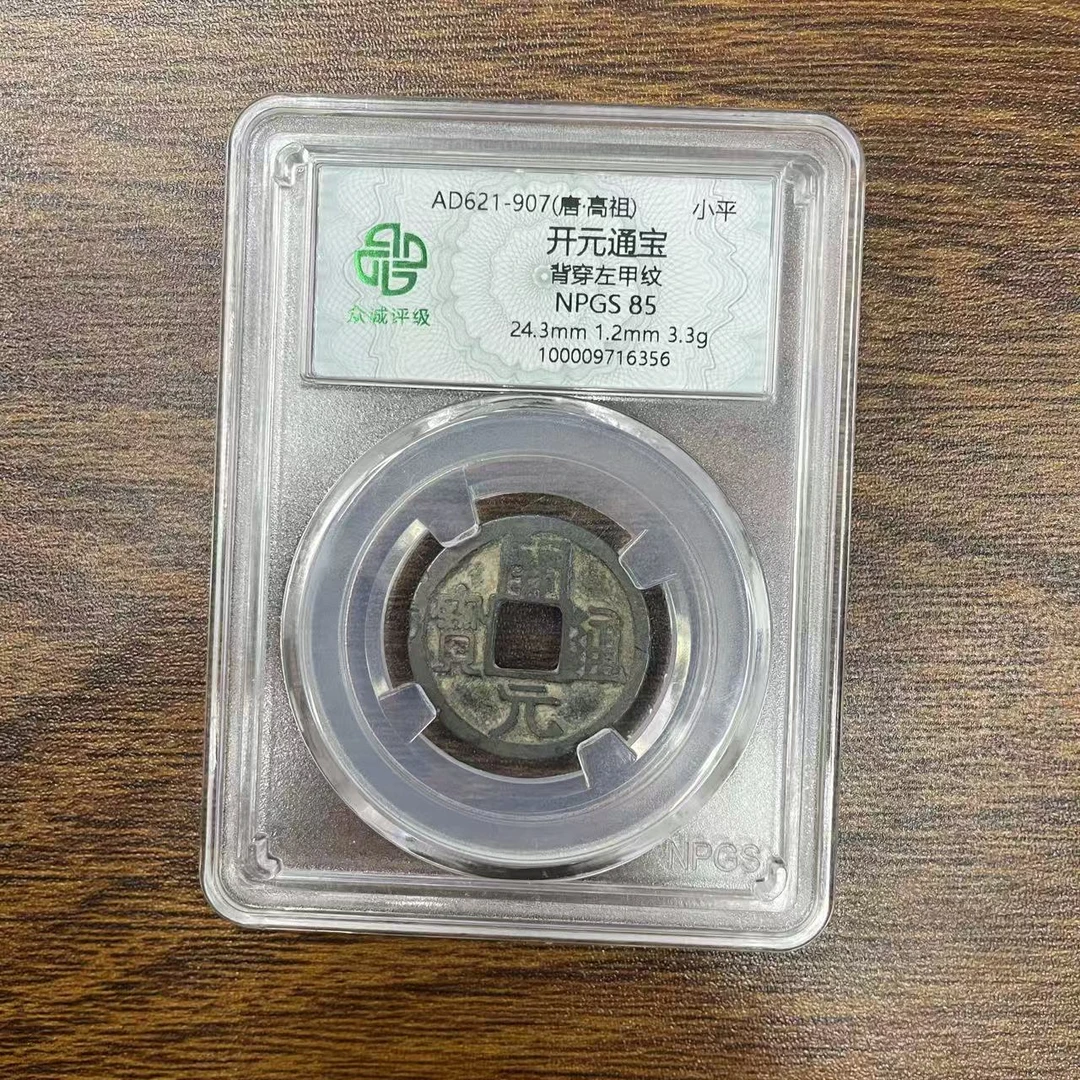 AD621-907(唐·高祖) 小平
开元通宝
背穿左甲纹
NPGS 85
24.3mm 1.2mm 3.3g
100009716356
众诚评级
開
寶 通
元
NPGS